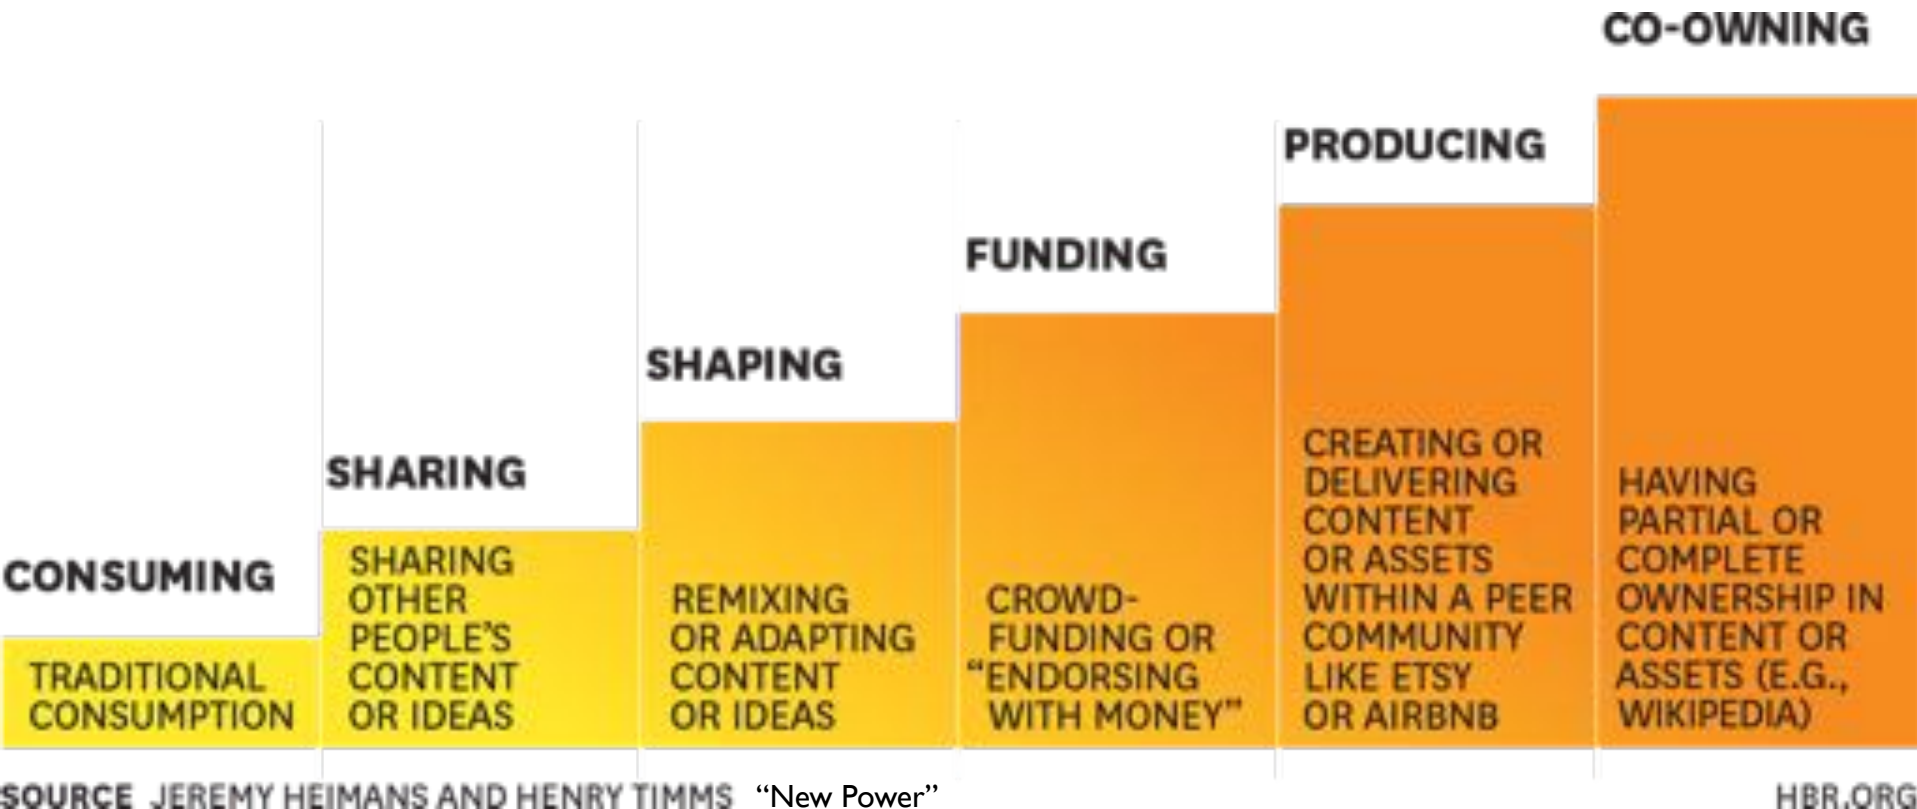 CONSUMING
TRADITIONAL
CONSUMPTION
SHARING
SHARING
OTHER
PEOPLE'S
CONTENT
OR IDEAS
SHAPING
REMIXING
OR ADAPTING
CONTENT
OR IDEAS
FUNDING
CROWD-
FUNDING OR
“ENDORSING
WITH MONEY”
PRODUCING
CREATING OR
DELIVERING
CONTENT
OR ASSETS
WITHIN A PEER
COMMUNITY
LIKE ETSY
OR AIRBNB
CO-OWNING
HAVING
PARTIAL OR
COMPLETE
OWNERSHIP IN
CONTENT OR
ASSETS (E.G.,
WIKIPEDIA)
SOURCE JEREMY HEIMANS AND HENRY TIMMS “New Power” HBR.ORG